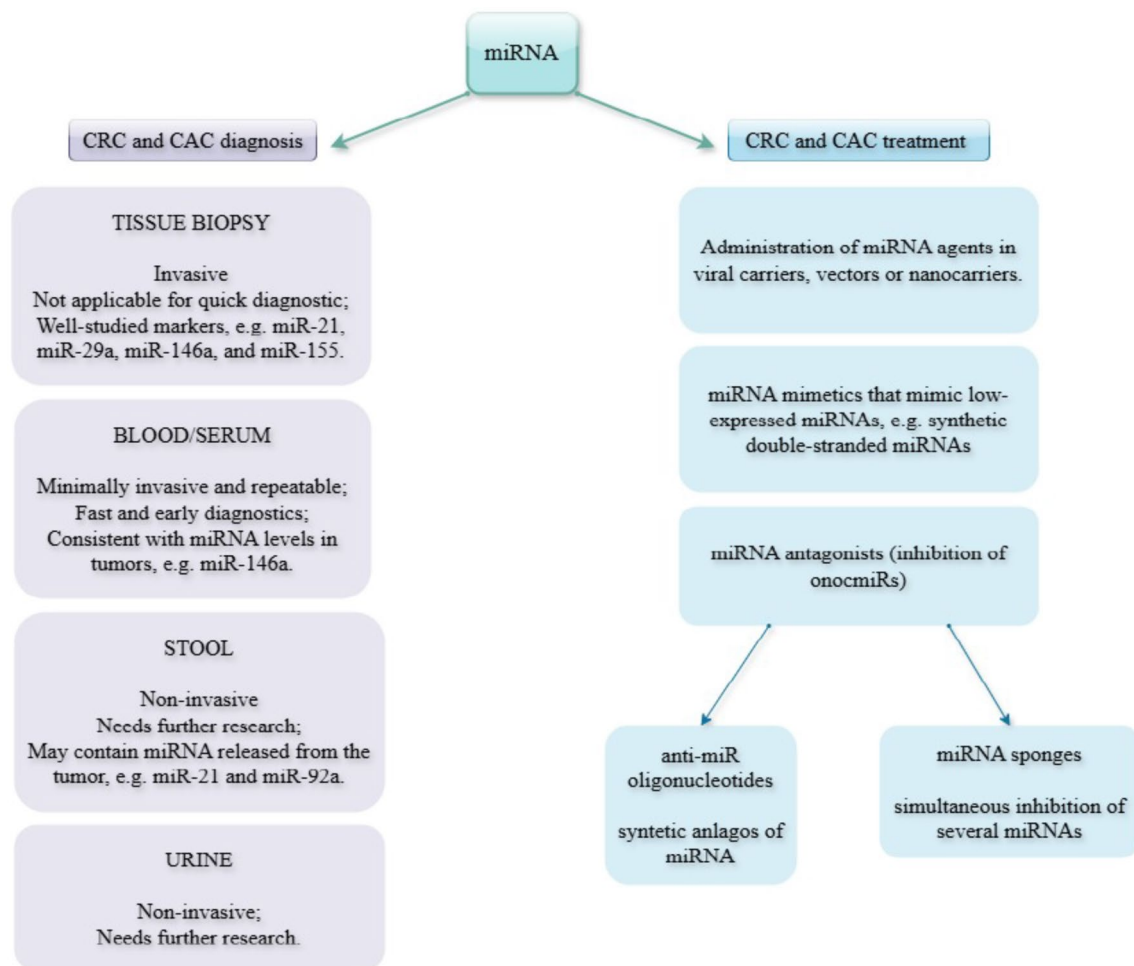 miRNA
CRC and CAC diagnosis
TISSUE BIOPSY
Invasive
Not applicable for quick diagnostic;
Well-studied markers, e.g. miR-21,
miR-29a, miR-146a, and miR-155.
BLOOD/SERUM
Minimally invasive and repeatable;
Fast and early diagnostics;
Consistent with miRNA levels in
tumors, e.g. miR-146a.
STOOL
Non-invasive
Needs further research;
May contain miRNA released from the
tumor, e.g. miR-21 and miR-92a.
URINE
Non-invasive;
Needs further research.
CRC and CAC treatment
Administration of miRNA agents in
viral carriers, vectors or nanocarriers.
miRNA mimetics that mimic low-
expressed miRNAs, e.g. synthetic
double-stranded miRNAs
miRNA antagonists (inhibition of
onocmiRs)
anti-miR
oligonucleotides
syntetic anlagos of
miRNA
miRNA sponges
simultaneous inhibition of
several miRNAs